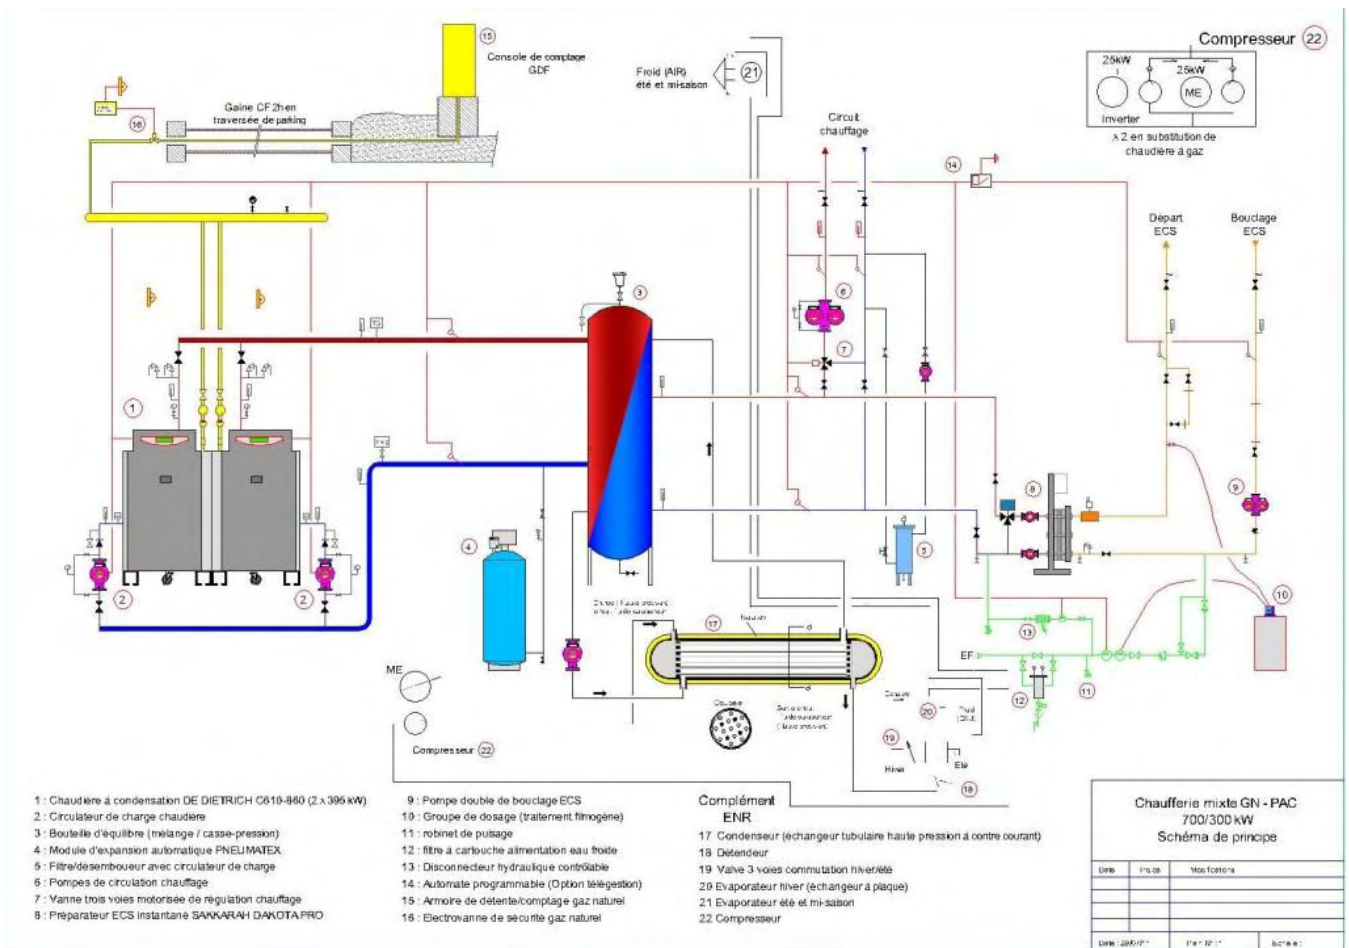 Compresseur 22
15
Console de comptage
GDF
Froid (AIR)
été et mi-saison
21
25kW
25kW
ME
Inverter
x 2 en substitution de
chaudière à gaz
Gaine CF 2h en
traversée de parking
16
Circuit
chauffage
14
Départ
ECS
Bouclage
ECS
3
6
7
1
9
8
4
5
2
2
10
17
13
EF
12
11
ME
Compresseur 22
20
19
Hiver
Eté
18
1 : Chaudière à condensation DE DIETRICH C610-860 (2 x 395 kW)
2 : Circulateur de charge chaudière
3 : Bouteille d'équilibre (mélange / casse-pression)
4 : Module d'expansion automatique PNEUMATEX
5 : Filtre/désemboueur avec circulateur de charge
6 : Pompes de circulation chauffage
7 : Vanne trois voies motorisée de régulation chauffage
8 : Préparateur ECS instantané SAKKARAH DAKOTA PRO
9 : Pompe double de bouclage ECS
10 : Groupe de dosage (traitement filmogène)
11 : robinet de puisage
12 : filtre à cartouche alimentation eau froide
13 : Disconnecteur hydraulique contrôlable
14 : Automate programmable (Option télégestion)
15 : Armoire de détente/comptage gaz naturel
16 : Electrovanne de sécurité gaz naturel
Complément
ENR
17 Condenseur (échangeur tubulaire haute pression à contre courant)
18 Détendeur
19 Valve 3 voies commutation hiver/été
20 Evaporateur hiver (échangeur à plaque)
21 Evaporateur été et mi-saison
22 Compresseur
Chaufferie mixte GN - PAC
700/300 kW
Schéma de principe
Date
Modifications